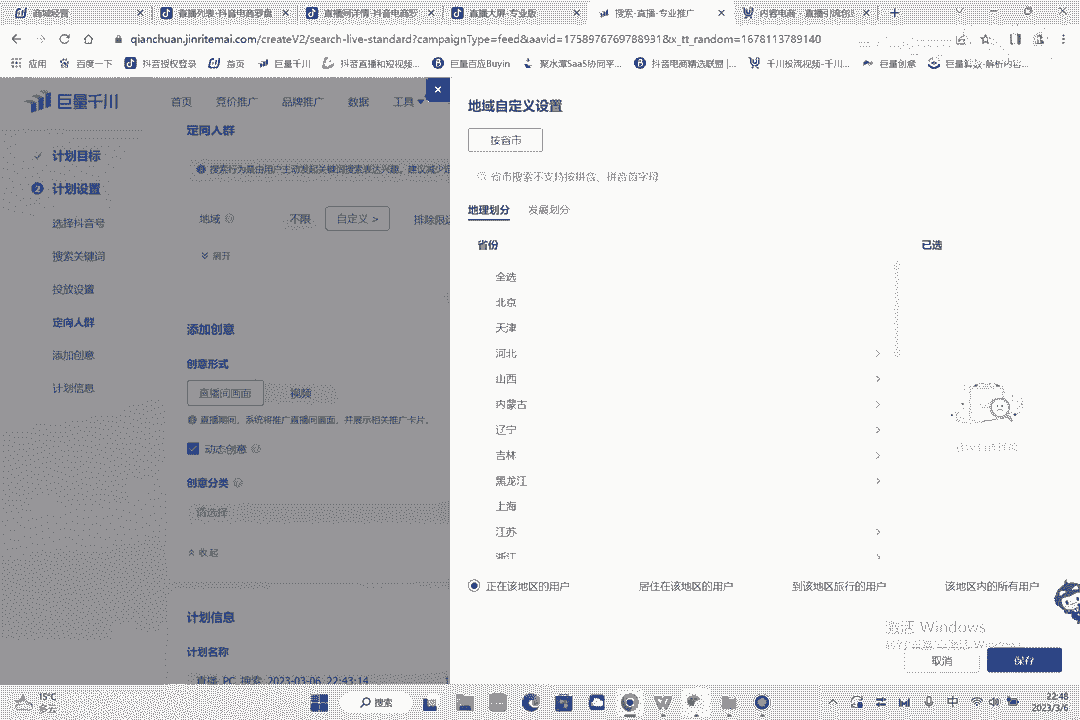 商城经营
直播列表-抖音电商罗盘
直播间详情-抖音电商罗
直播大屏-专业版
搜索-直播-专业推广
内容电商 · 直播引流创意
qianchuan.jinritemai.com/createV2/search-live-standard?campaignType=feed&aavid=1758976769788931&x_tt_random=1678113789140
应用
百度一下
抖音授权登录
首页
巨量千川
抖音直播和短视频...
巨量百应Buyin
聚水潭SaaS协同平...
抖音电商精选联盟 |...
千川投流视频-千川...
巨量创意
巨量算数-解析内容...
巨量千川
首页
竞价推广
品牌推广
数据
工具
计划目标
2 计划设置
选择抖音号
搜索关键词
投放设置
定向人群
添加创意
计划信息
定向人群
搜索行为是由用户主动发起关键词搜索表达兴趣。建议减少定
地域
不限
自定义 >
排除限
展开
添加创意
创意形式
直播间画面
视频
直播期间，系统将推广直播间画面，并展示相关推广卡片。
动态创意
创意分类
请选择
收起
计划信息
计划名称
直播_PC_搜索_2023-03-06_22:43:14
地域自定义设置
按省市
省市搜索不支持按拼音、拼音首字母
地理划分
发展划分
省份
已选
全选
北京
天津
河北
山西
内蒙古
辽宁
吉林
黑龙江
上海
江苏
浙江
正在该地区的用户
居住在该地区的用户
到该地区旅行的用户
该地区内的所有用户
激活 Windows
取消
保存
15°C
多云
搜索
中
22:48
2023/3/6